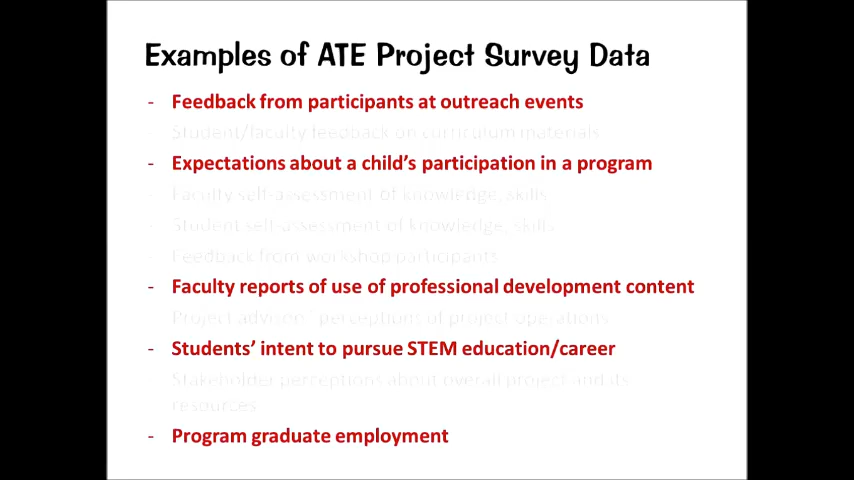 Examples of ATE Project Survey Data
- Feedback from participants at outreach events
- Student/faculty feedback on curriculum materials
- Expectations about a child's participation in a program
- Faculty self-assessment of knowledge, skills
- Student self-assessment of knowledge, skills
- Feedback from workshop participants
- Faculty reports of use of professional development content
Project advisors' perceptions of project operations
- Students' intent to pursue STEM education/career
Stakeholder perceptions about overall project and its
resources
- Program graduate employment